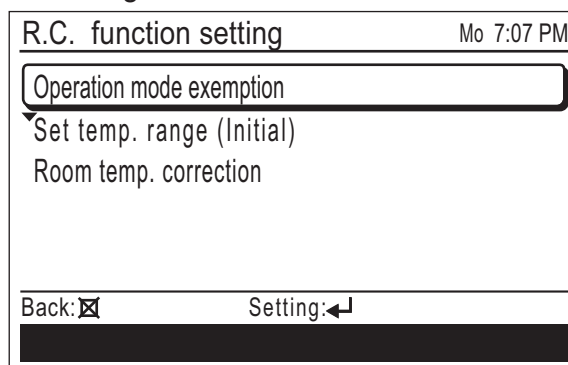 R.C. function setting Mo 7:07 PM
Operation mode exemption
Set temp. range (Initial)
Room temp. correction
Back: Setting: